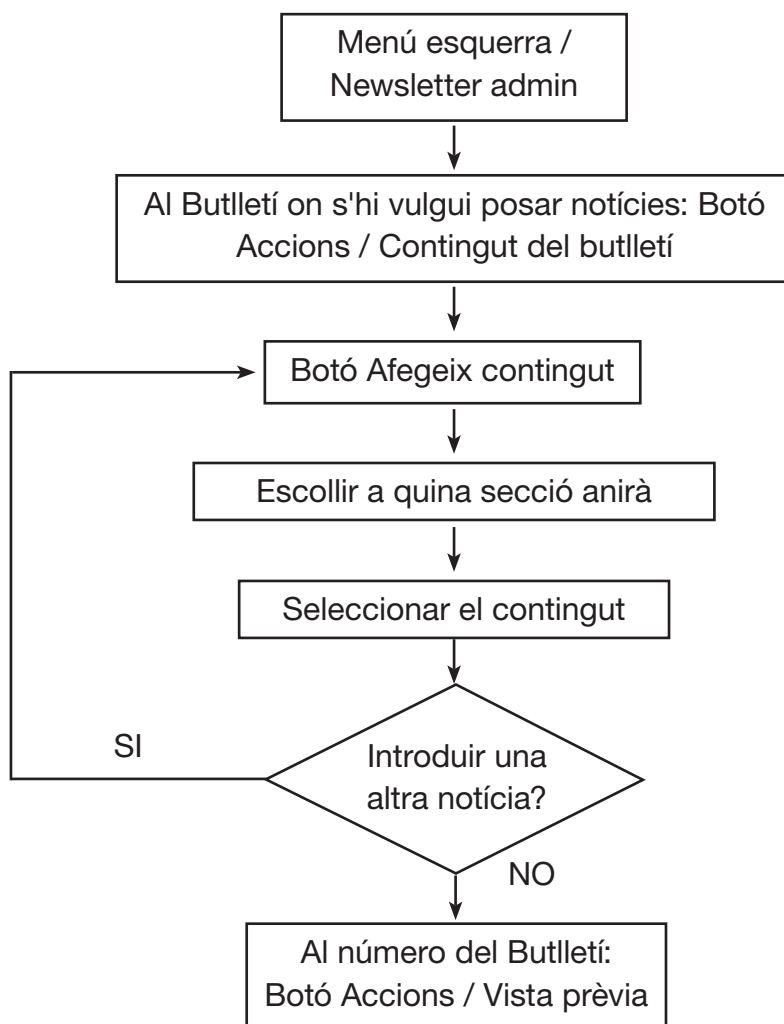 Menú esquerra /
Newsletter admin
Al Butlletí on s'hi vulgui posar notícies: Botó
Accions / Contingut del butlletí
Botó Afegeix contingut
Escollir a quina secció anirà
Seleccionar el contingut
SI
Introduir una
altra notícia?
NO
Al número del Butlletí:
Botó Accions / Vista prèvia